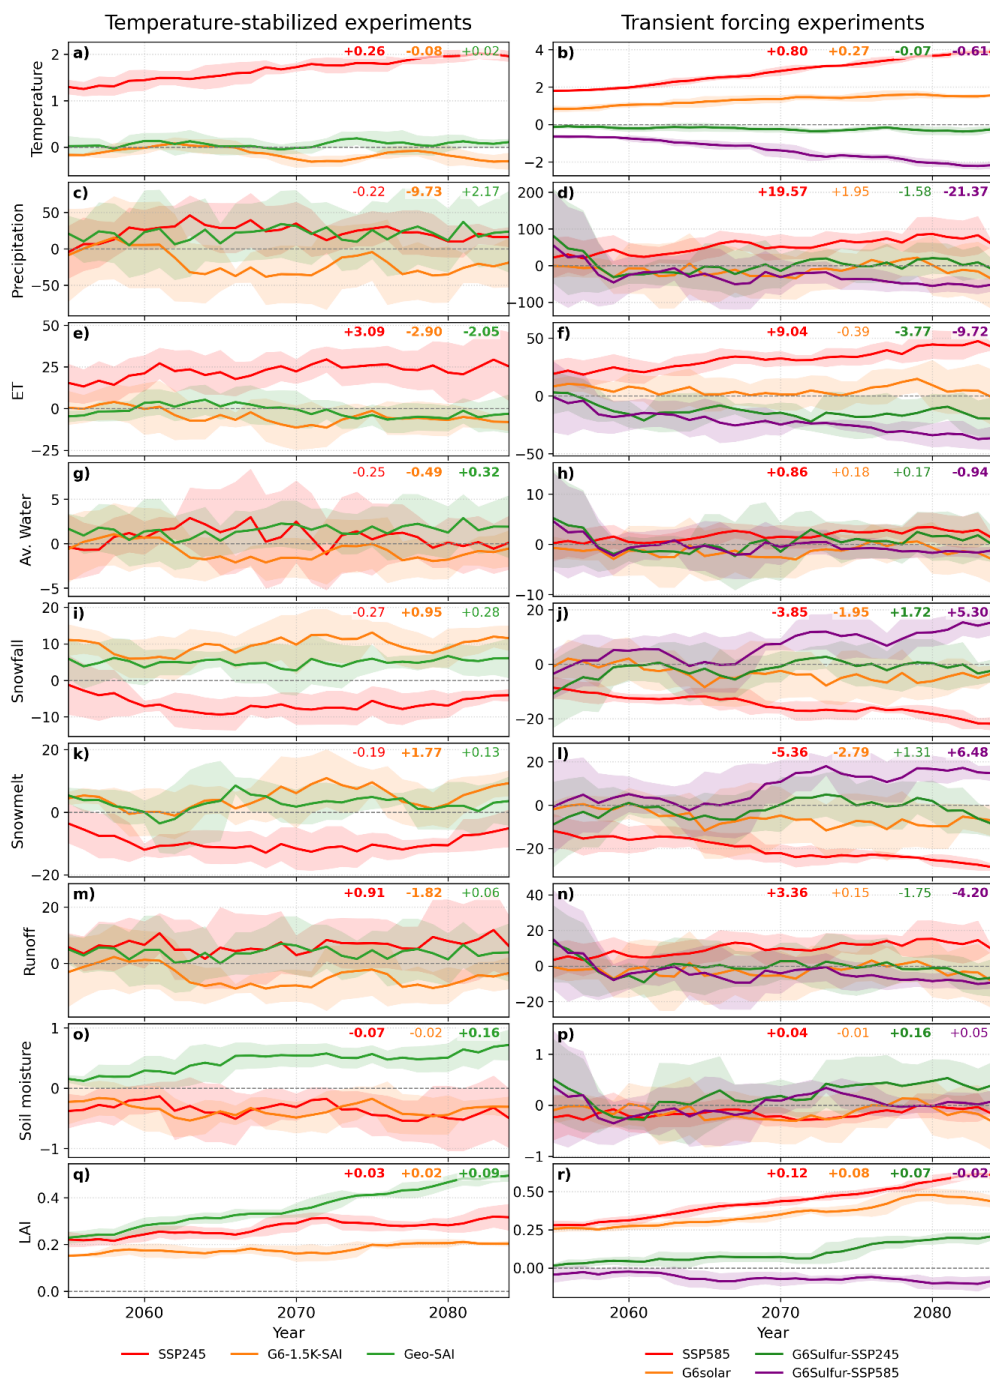 Temperature-stabilized experiments
Transient forcing experiments
a) +0.26 -0.08 +0.02
2
1
0
Temperature
b) +0.80 +0.27 -0.07 -0.61
4
2
0
−2
c) -0.22 -9.73 +2.17
50
0
−50
Precipitation
d) +19.57 +1.95 -1.58 -21.37
200
100
0
−100
e) +3.09 -2.90 -2.05
50
25
0
−25
ET
f) +9.04 -0.39 -3.77 -9.72
50
0
−50
g) -0.25 -0.49 +0.32
5
0
−5
Av. Water
h) +0.86 +0.18 +0.17 -0.94
10
0
−10
i) -0.27 +0.95 +0.28
20
10
0
−10
Snowfall
j) -3.85 -1.95 +1.72 +5.30
20
0
−20
k) -0.19 +1.77 +0.13
20
0
−20
Snowmelt
l) -5.36 -2.79 +1.31 +6.48
20
0
−20
m) +0.91 -1.82 +0.06
20
0
Runoff
n) +3.36 +0.15 -1.75 -4.20
40
20
0
−20
o) -0.07 -0.02 +0.16
1
0
−1
Soil moisture
p) +0.04 -0.01 +0.16 +0.05
1
0
−1
q) +0.03 +0.02 +0.09
0.4
0.2
0.0
LAI
r) +0.12 +0.08 +0.07 -0.02
0.50
0.25
0.00
2060 2070 2080
Year
2060 2070 2080
Year
SSP245 G6-1.5K-SAI Geo-SAI
SSP585 G6Sulfur-SSP245
G6solar G6Sulfur-SSP585